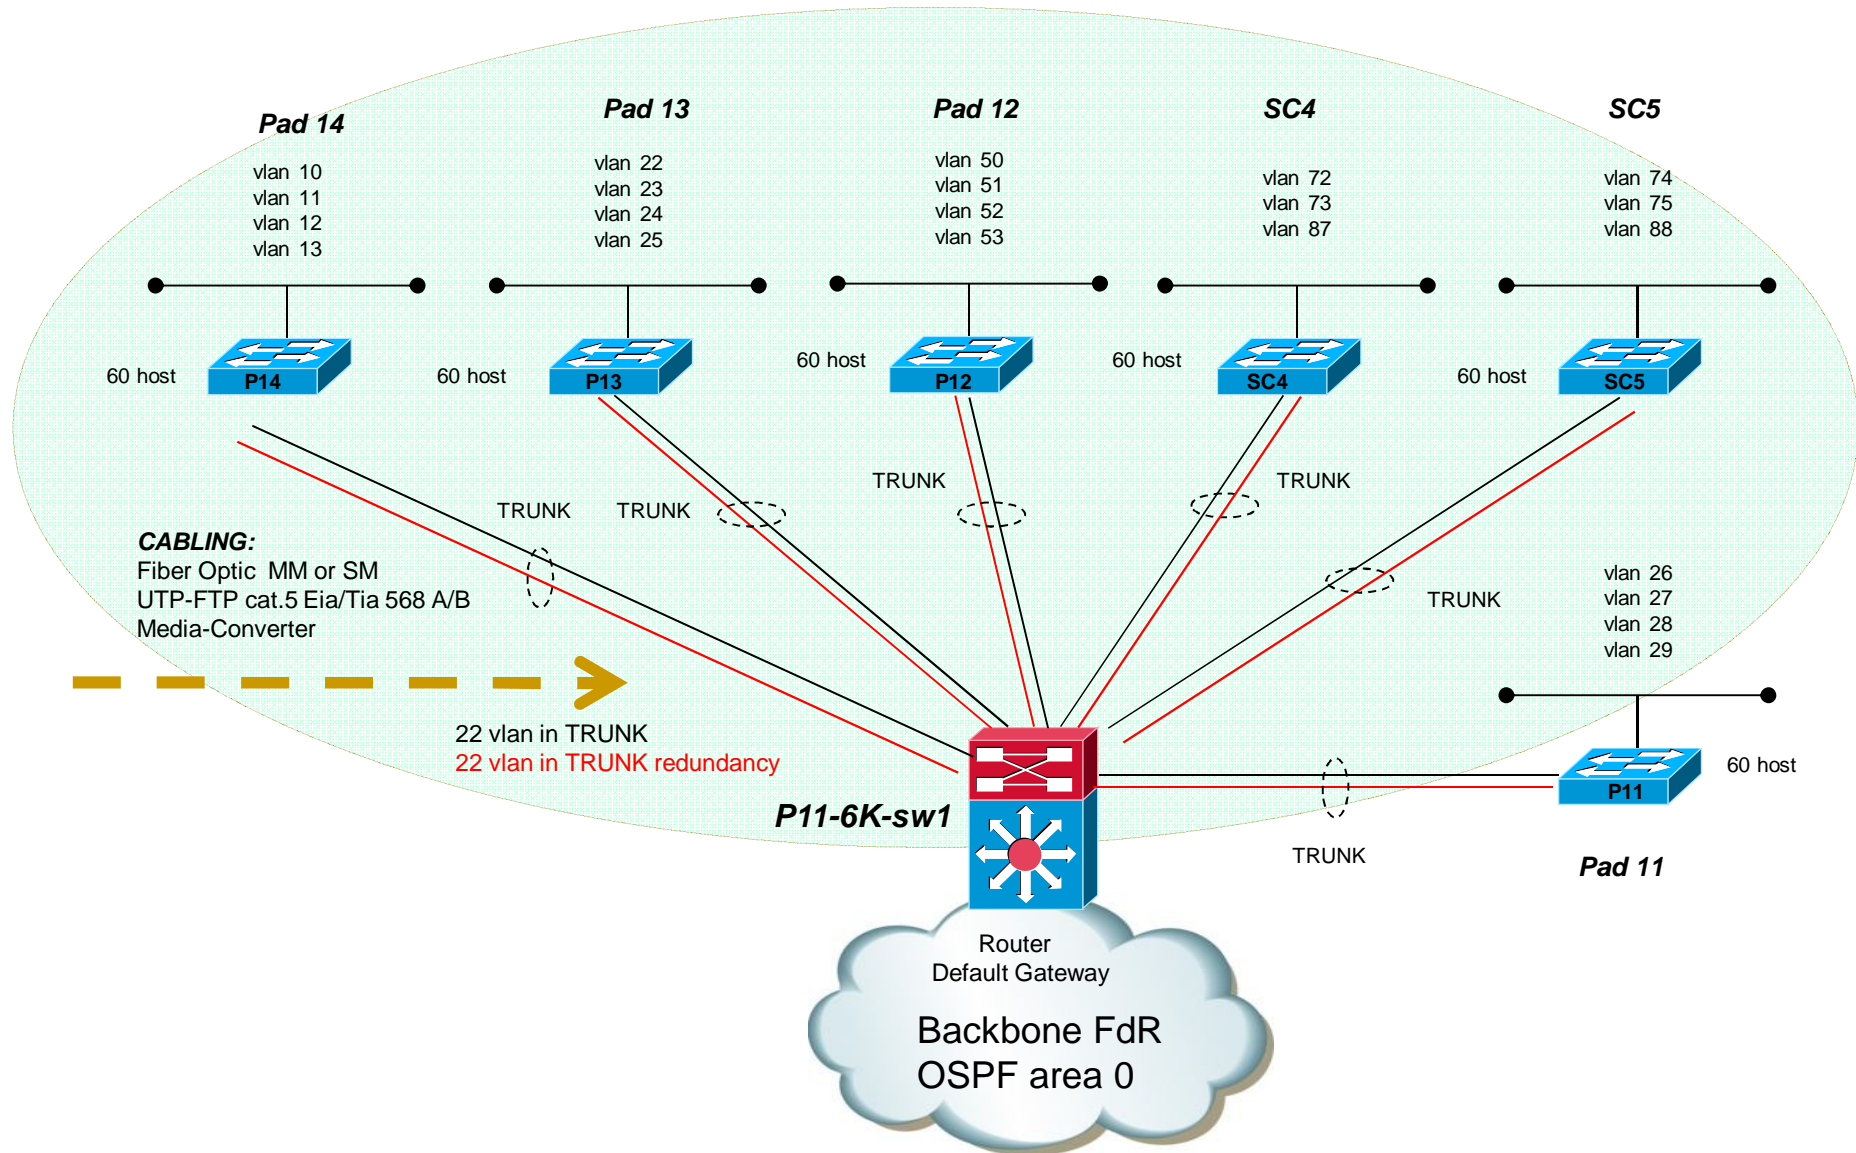 Pad 14
vlan 10
vlan 11
vlan 12
vlan 13
60 host
P14
Pad 13
vlan 22
vlan 23
vlan 24
vlan 25
60 host
P13
Pad 12
vlan 50
vlan 51
vlan 52
vlan 53
60 host
P12
SC4
vlan 72
vlan 73
vlan 87
60 host
SC4
SC5
vlan 74
vlan 75
vlan 88
60 host
SC5
TRUNK
TRUNK
TRUNK
TRUNK
TRUNK
CABLING:
Fiber Optic MM or SM
UTP-FTP cat.5 Eia/Tia 568 A/B
Media-Converter
22 vlan in TRUNK
22 vlan in TRUNK redundancy
vlan 26
vlan 27
vlan 28
vlan 29
60 host
P11
Pad 11
TRUNK
P11-6K-sw1
Router
Default Gateway
Backbone FdR
OSPF area 0